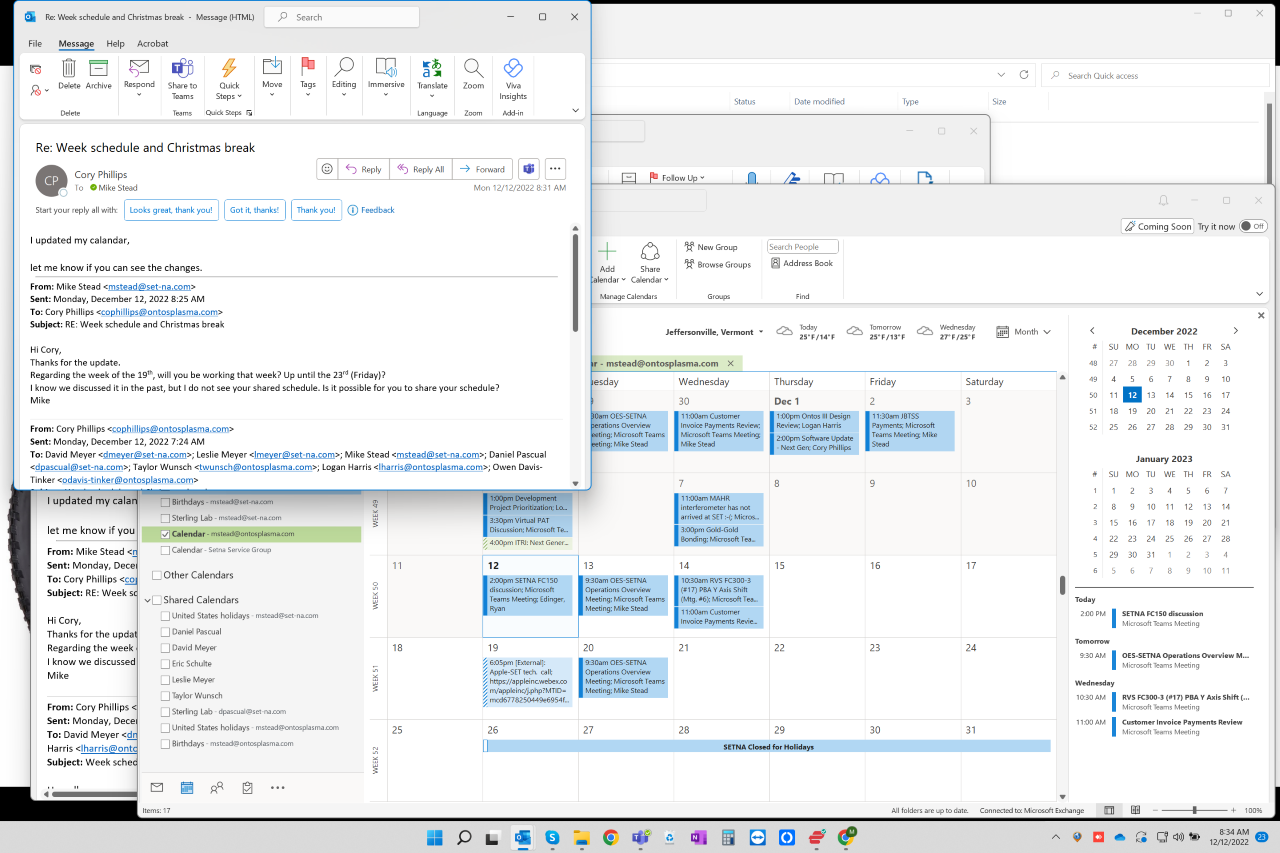 Re: Week schedule and Christmas break - Message (HTML)
Search
File Message Help Acrobat
Delete Archive Respond Share to Teams Quick Steps Move Tags Editing Immersive Translate Zoom Viva Insights
Delete Teams Quick Steps Language Zoom Add-in
Re: Week schedule and Christmas break
CP
Cory Phillips
To Mike Stead
Reply Reply All Forward
Mon 12/12/2022 8:31 AM
Start your reply all with: Looks great, thank you! Got it, thanks! Thank you! Feedback
I updated my calandar,
let me know if you can see the changes.
From: Mike Stead <mstead@set-na.com>
Sent: Monday, December 12, 2022 8:25 AM
To: Cory Phillips <cophillips@ontosplasma.com>
Subject: RE: Week schedule and Christmas break
Hi Cory,
Thanks for the update.
Regarding the week of the 19th, will you be working that week? Up until the 23rd (Friday)?
I know we discussed it in the past, but I do not see your shared schedule. Is it possible for you to share your schedule?
Mike
From: Cory Phillips <cophillips@ontosplasma.com>
Sent: Monday, December 12, 2022 7:24 AM
To: David Meyer <dmeyer@set-na.com>; Leslie Meyer <lmeyer@set-na.com>; Mike Stead <mstead@set-na.com>; Daniel Pascual
<dpascual@set-na.com>; Taylor Wunsch <twunsch@ontosplasma.com>; Logan Harris <lharris@ontosplasma.com>; Owen Davis-
Tinker <odavis-tinker@ontosplasma.com>
Search Quick access
Status Date modified Type Size
Follow Up
Coming Soon Try it now Off
Add Calendar Share Calendar
Manage Calendars
New Group
Browse Groups
Groups
Search People
Address Book
Find
Jeffersonville, Vermont
Today
25°F/14°F
Tomorrow
25°F/13°F
Wednesday
27°F/25°F
Month
ar - mstead@ontosplasma.com
uesday Wednesday Thursday Friday Saturday
9 30 Dec 1 2 3
30am OES-SETNA
Operations Overview
Meeting; Microsoft Teams
Meeting; Mike Stead
11:00am Customer
Invoice Payments Review;
Microsoft Teams Meeting;
Mike Stead
1:00pm Ontos III Design
Review; Logan Harris
2:00pm Software Update
- Next Gen; Cory Phillips
11:30am JBTSS
Payments; Microsoft
Teams Meeting; Mike
Stead
WEEK 49
7 8 9 10
1:00pm Development
Project Prioritization; Lo...
3:30pm Virtual PAT
Discussion; Microsoft Te...
4:00pm ITRI: Next Gener...
11:00am MAHR
interferometer has not
arrived at SET :-(; Micros...
3:00pm Gold-Gold
Bonding; Microsoft Tea...
WEEK 50
11 12 13 14 15 16 17
2:00pm SETNA FC150
discussion; Microsoft
Teams Meeting; Edinger,
Ryan
9:30am OES-SETNA
Operations Overview
Meeting; Microsoft Teams
Meeting; Mike Stead
10:30am RVS FC300-3
(#17) PBA Y Axis Shift
(Mtg. #6); Microsoft Tea...
11:00am Customer
Invoice Payments Revie...
WEEK 51
18 19 20 21 22 23 24
6:05pm [External]:
Apple-SET tech. call;
https://appleinc.webex.co
m/appleinc/j.php?MTID=
mcd6778250449e6954f...
9:30am OES-SETNA
Operations Overview
Meeting; Microsoft Teams
Meeting; Mike Stead
WEEK 52
25 26 27 28 29 30 31
SETNA Closed for Holidays
December 2022
# SU MO TU WE TH FR SA
48 27 28 29 30 1 2 3
49 4 5 6 7 8 9 10
50 11 12 13 14 15 16 17
51 18 19 20 21 22 23 24
52 25 26 27 28 29 30 31
January 2023
# SU MO TU WE TH FR SA
1 1 2 3 4 5 6 7
2 8 9 10 11 12 13 14
3 15 16 17 18 19 20 21
4 22 23 24 25 26 27 28
5 29 30 31 1 2 3 4
6 5 6 7 8 9 10 11
Today
2:00 PM SETNA FC150 discussion
Microsoft Teams Meeting
Tomorrow
9:30 AM OES-SETNA Operations Overview M...
Microsoft Teams Meeting
Wednesday
10:30 AM RVS FC300-3 (#17) PBA Y Axis Shift (...
Microsoft Teams Meeting
11:00 AM Customer Invoice Payments Review
Microsoft Teams Meeting
Birthdays - mstead@set-na.com
Sterling Lab - mstead@set-na.com
Calendar - mstead@ontosplasma.com
Calendar - Setna Service Group
Other Calendars
Shared Calendars
United States holidays - mstead@set-na.com
Daniel Pascual
David Meyer
Eric Schulte
Leslie Meyer
Taylor Wunsch
Sterling Lab - dpascual@set-na.com
United States holidays - mstead@ontosplasma.com
Birthdays - mstead@ontosplasma.com
I updated my calan
let me know if you
From: Mike Stead <m
Sent: Monday, Decem
To: Cory Phillips <cop
Subject: RE: Week sc
Hi Cory,
Thanks for the updat
Regarding the week o
I know we discussed
Mike
From: Cory Phillips <
Sent: Monday, Decem
To: David Meyer <dm
Harris <lharris@onto
Subject: Week sched
Items: 17
All folders are up to date. Connected to: Microsoft Exchange 100%
8:34 AM
12/12/2022
23